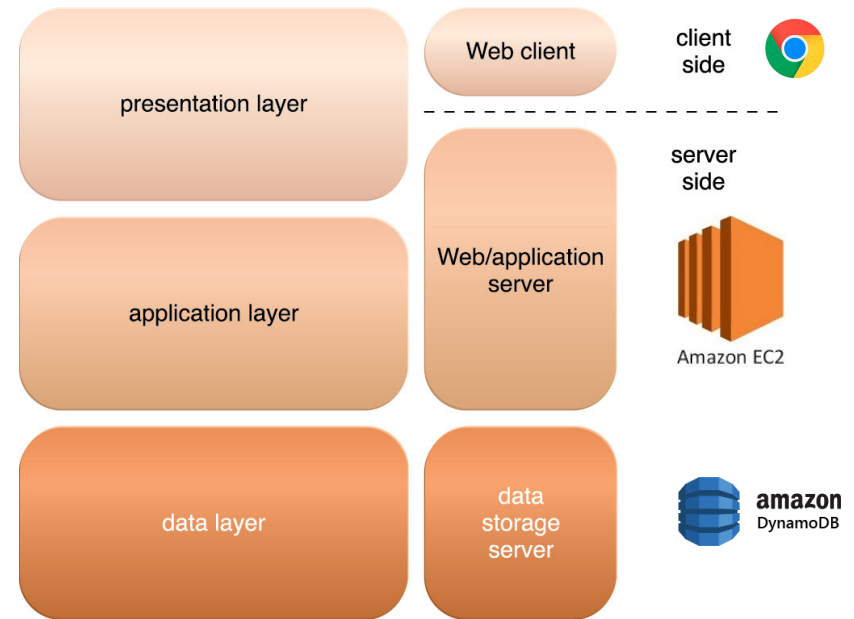 presentation layer
Web client
client
side
server
side
application layer
Web/application
server
Amazon EC2
data layer
data
storage
server
amazon
DynamoDB